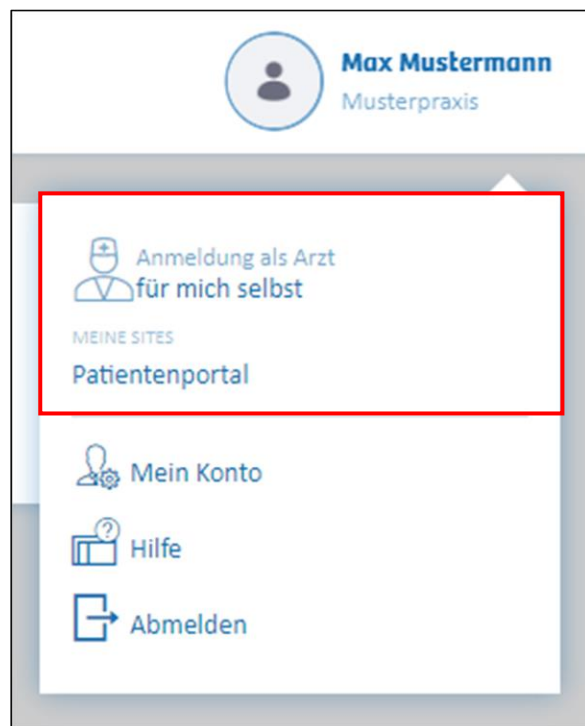 Max Mustermann
Musterpraxis
Anmeldung als Arzt
für mich selbst
MEINE SITES
Patientenportal
Mein Konto
?
Hilfe
Abmelden